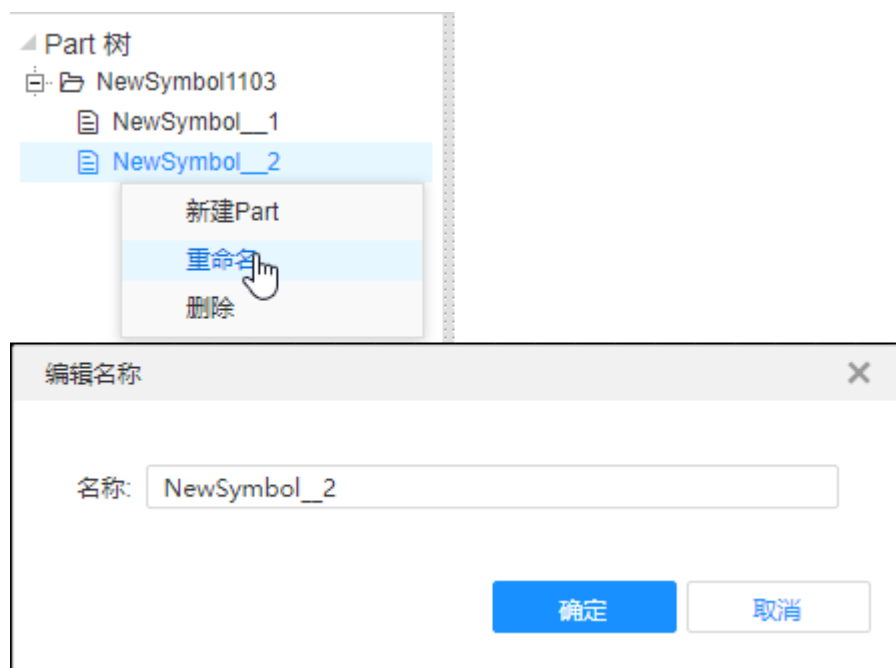 Part 树
NewSymbol1103
NewSymbol__1
NewSymbol__2
新建Part
重命名
删除
编辑名称
名称: NewSymbol__2
确定 取消